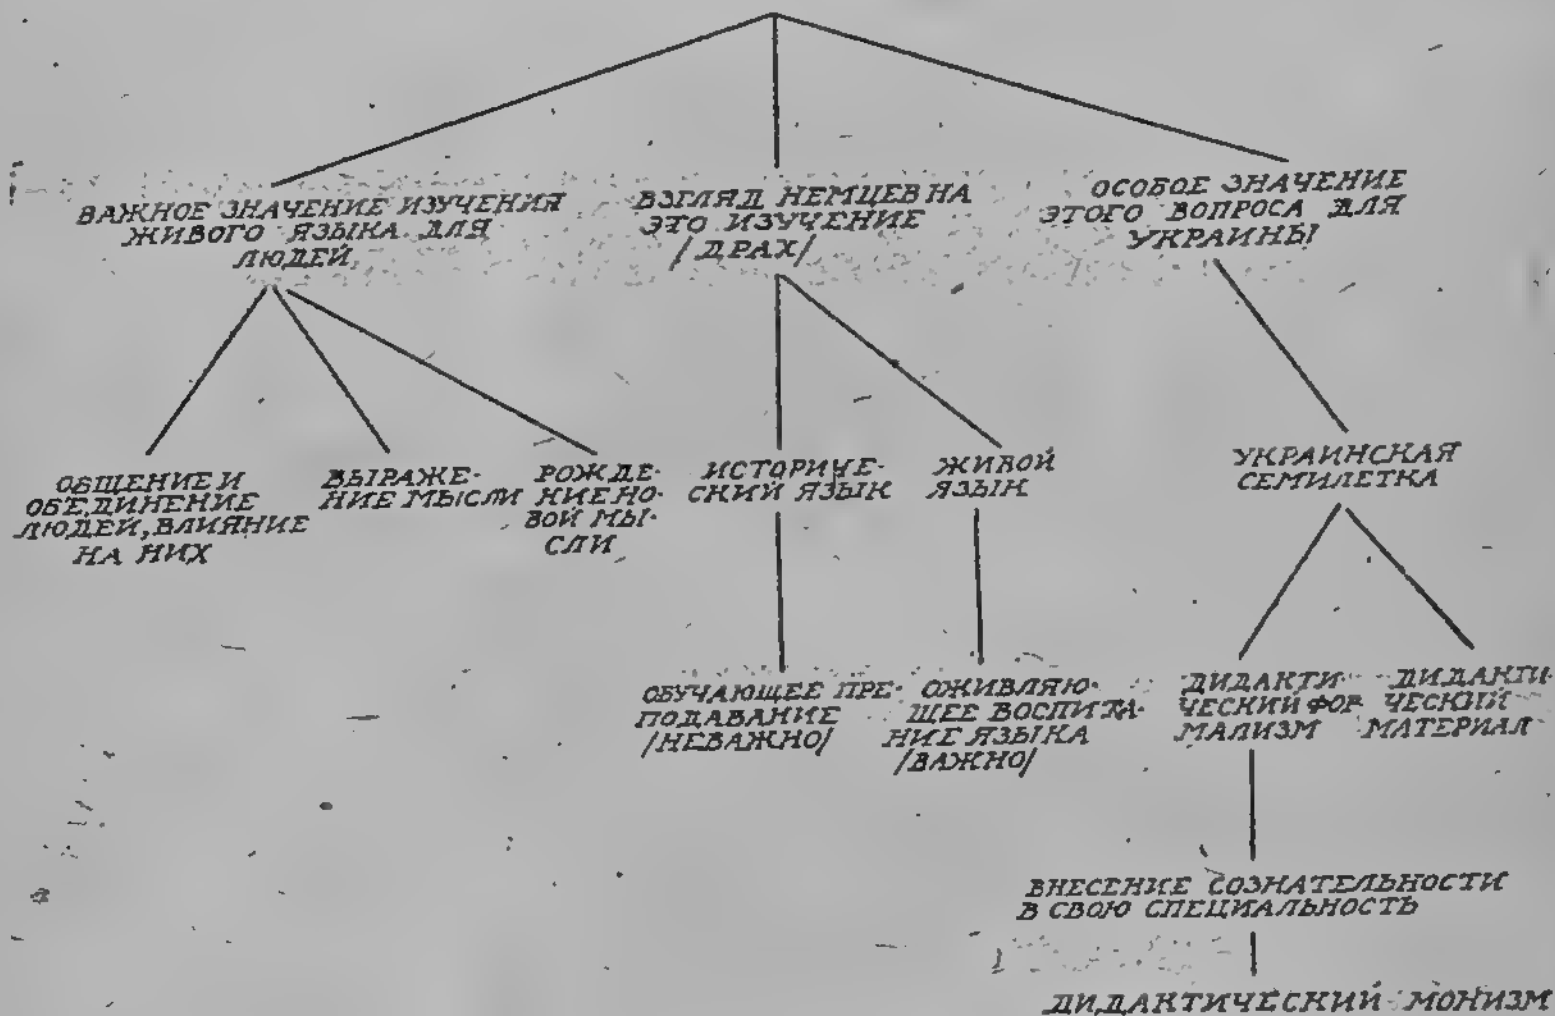 ВАЖНОЕ ЗНАЧЕНИЕ ИЗУЧЕНИЯ
ЖИВОГО ЯЗЫКА ДЛЯ
ЛЮДЕЙ
ВЗГЛЯД НЕМЦЕВ НА
ЭТО ИЗУЧЕНИЕ
/ДРАХ/
ОСОБОЕ ЗНАЧЕНИЕ
ЭТОГО ВОПРОСА ДЛЯ
УКРАИНЫ
ОБЩЕНИЕ И
ОБЪЕДИНЕНИЕ
ЛЮДЕЙ, ВЛИЯНИЕ
НА НИХ
ВЫРАЖЕ-
НИЕ МЫСЛИ
РОЖДЕ-
НИЕ НО-
ВОЙ МЫ-
СЛИ
ИСТОРИЧЕ-
СКИЙ ЯЗЫК
ЖИВОЙ
ЯЗЫК
УКРАИНСКАЯ
СЕМИЛЕТКА
ОБУЧАЮЩЕЕ ПРЕ-
ПОДАВАНИЕ
/НЕВАЖНО/
ОЖИВЛЯЮ-
ЩЕЕ ВОСПИТА-
НИЕ ЯЗЫКА
/ВАЖНО/
ДИДАКТИ-
ЧЕСКИЙ ФОР
МАЛИЗМ
ДИДАКТИ-
ЧЕСКИЙ
МАТЕРИАЛ
ВНЕСЕНИЕ СОЗНАТЕЛЬНОСТИ
В СВОЮ СПЕЦИАЛЬНОСТЬ
ДИДАКТИЧЕСКИЙ МОНИЗМ